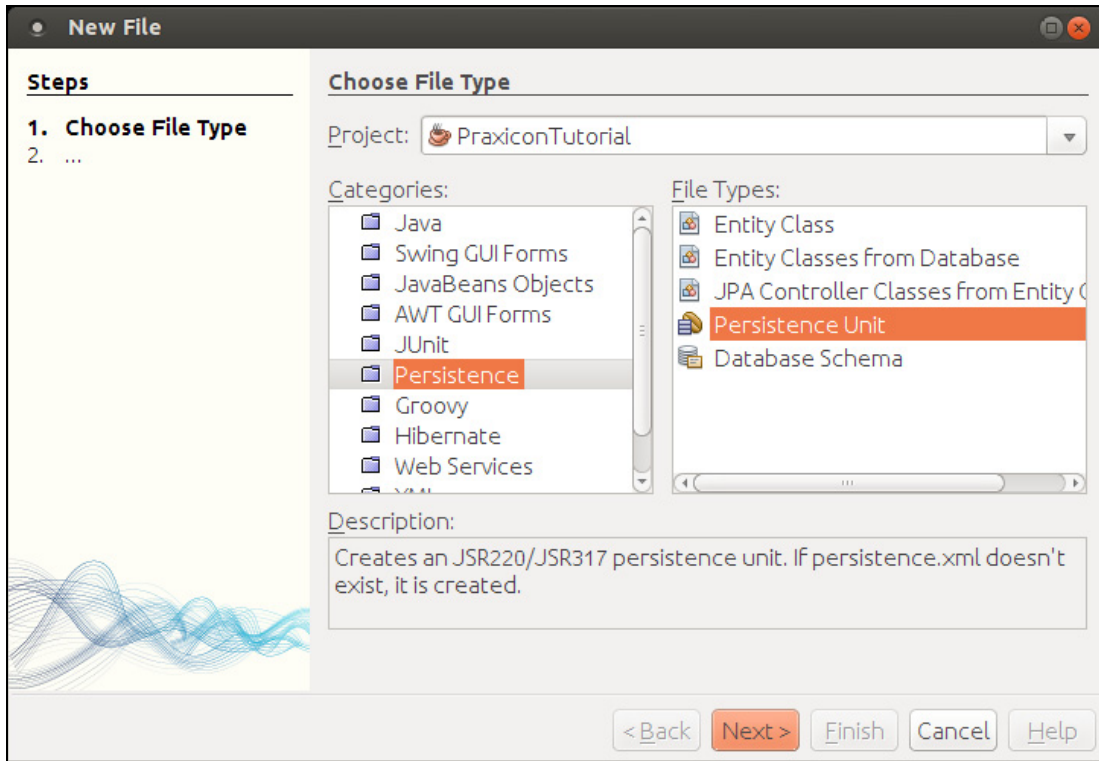 New File
Steps
1. Choose File Type
2. ...
Choose File Type
Project: PraxiconTutorial
Categories:
Java
Swing GUI Forms
JavaBeans Objects
AWT GUI Forms
JUnit
Persistence
Groovy
Hibernate
Web Services
File Types:
Entity Class
Entity Classes from Database
JPA Controller Classes from Entity
Persistence Unit
Database Schema
Description:
Creates an JSR220/JSR317 persistence unit. If persistence.xml doesn't
exist, it is created.
< Back Next > Finish Cancel Help